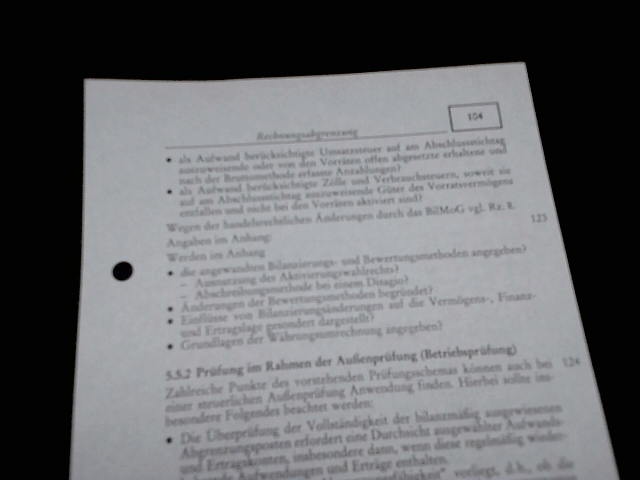 Rechnungsabgrenzung
104
• als Aufwand berücksichtigte Umsatzsteuer auf am Abschlussstichtag
auszuweisende oder von den Vorräten offen abgesetzte erhaltene und
nach der Bruttomethode erfasste Anzahlungen?
• als Aufwand berücksichtigte Zölle und Verbrauchsteuern, soweit sie
auf am Abschlussstichtag auszuweisende Güter des Vorratsvermögens
entfallen und nicht bei den Vorräten aktiviert sind?
Wegen der handelsrechtlichen Änderungen durch das BilMoG vgl. Rz. 8.
Angaben im Anhang: 123
Werden im Anhang
• die angewandten Bilanzierungs- und Bewertungsmethoden angegeben?
– Ausnutzung des Aktivierungswahlrechts?
– Abschreibungsmethode bei einem Disagio?
• Änderungen der Bewertungsmethoden begründet?
• Einflüsse von Bilanzierungsänderungen auf die Vermögens-, Finanz-
und Ertragslage gesondert dargestellt?
• Grundlagen der Währungsumrechnung angegeben?
5.5.2 Prüfung im Rahmen der Außenprüfung (Betriebsprüfung)
Zahlreiche Punkte des vorstehenden Prüfungsschemas können auch bei 124
einer steuerlichen Außenprüfung Anwendung finden. Hierbei sollte ins-
besondere Folgendes beachtet werden:
• Die Überprüfung der Vollständigkeit der bilanzmäßig ausgewiesenen
Abgrenzungsposten erfordert eine Durchsicht ausgewählter Aufwands-
und Ertragskonten, insbesondere dann, wenn diese regelmäßig wieder-
kehrende Aufwendungen und Erträge enthalten.
vorliegt, d.h., ob die